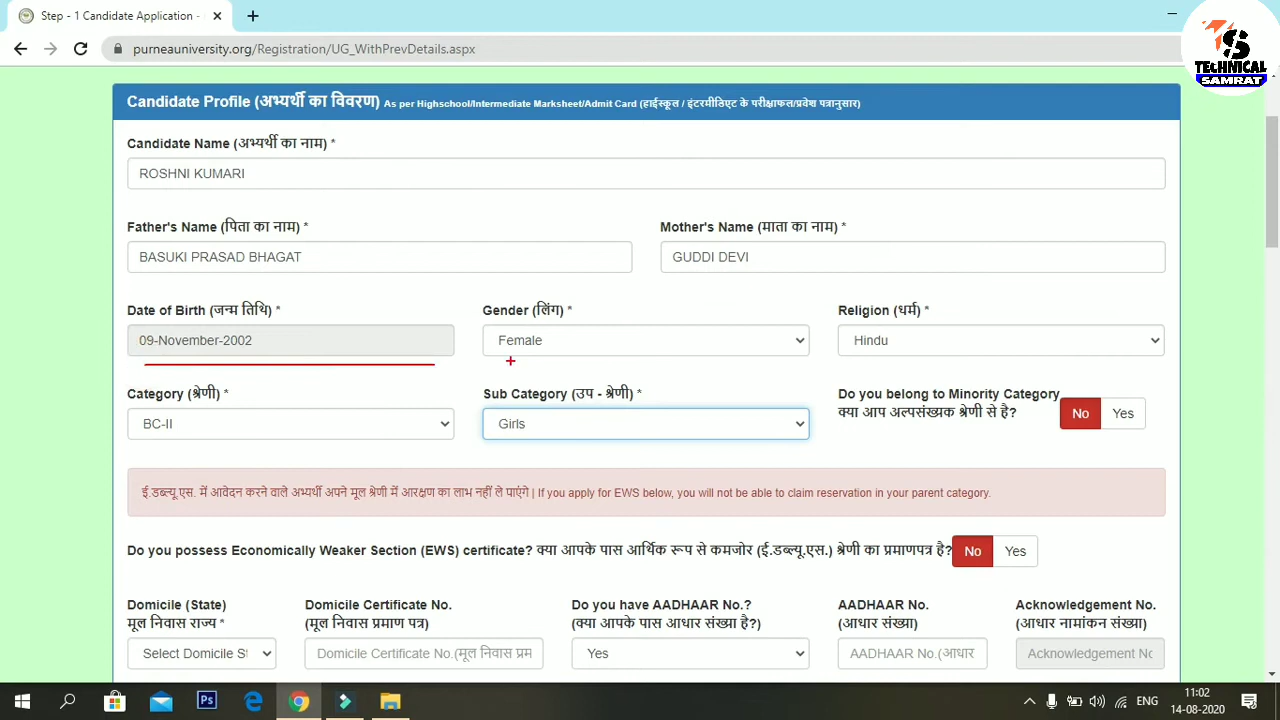 Step - 1 Candidate Application -
purneauniversity.org/Registration/UG_WithPrevDetails.aspx
TECHNICAL
SAMRAT
Candidate Profile (अभ्यर्थी का विवरण) As per Highschool/Intermediate Marksheet/Admit Card (हाईस्कूल / इंटरमीडिएट के परीक्षाफल/प्रवेश पत्रानुसार)
Candidate Name (अभ्यर्थी का नाम) *
ROSHNI KUMARI
Father's Name (पिता का नाम) * Mother's Name (माता का नाम) *
BASUKI PRASAD BHAGAT GUDDI DEVI
Date of Birth (जन्म तिथि) * Gender (लिंग) * Religion (धर्म) *
09-November-2002 Female Hindu
Category (श्रेणी) * Sub Category (उप - श्रेणी) * Do you belong to Minority Category
क्या आप अल्पसंख्यक श्रेणी से है? No Yes
BC-II Girls
ई.डब्ल्यू.एस. में आवेदन करने वाले अभ्यर्थी अपने मूल श्रेणी में आरक्षण का लाभ नहीं ले पाएंगे | If you apply for EWS below, you will not be able to claim reservation in your parent category.
Do you possess Economically Weaker Section (EWS) certificate? क्या आपके पास आर्थिक रूप से कमजोर (ई.डब्ल्यू.एस.) श्रेणी का प्रमाणपत्र है? No Yes
Domicile (State) Domicile Certificate No. Do you have AADHAAR No.? AADHAAR No. Acknowledgement No.
मूल निवास राज्य * (मूल निवास प्रमाण पत्र) (क्या आपके पास आधार संख्या है?) (आधार संख्या) (आधार नामांकन संख्या)
Select Domicile St Domicile Certificate No.(मूल निवास प्रम Yes AADHAAR No.(आधार Acknowledgement Nc
Ps ENG 11:02
14-08-2020